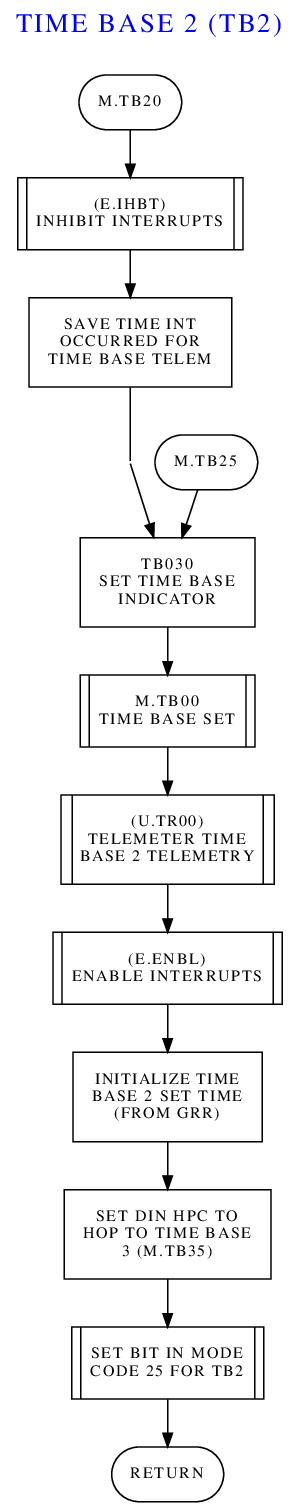 TIME BASE 2 (TB2)
M.TB20
(E.IHBT)
INHIBIT INTERRUPTS
SAVE TIME INT
OCCURRED FOR
TIME BASE TELEM
M.TB25
TB030
SET TIME BASE
INDICATOR
M.TB00
TIME BASE SET
(U.TR00)
TELEMETER TIME
BASE 2 TELEMETRY
(E.ENBL)
ENABLE INTERRUPTS
INITIALIZE TIME
BASE 2 SET TIME
(FROM GRR)
SET DIN HPC TO
HOP TO TIME BASE
3 (M.TB35)
SET BIT IN MODE
CODE 25 FOR TB2
RETURN